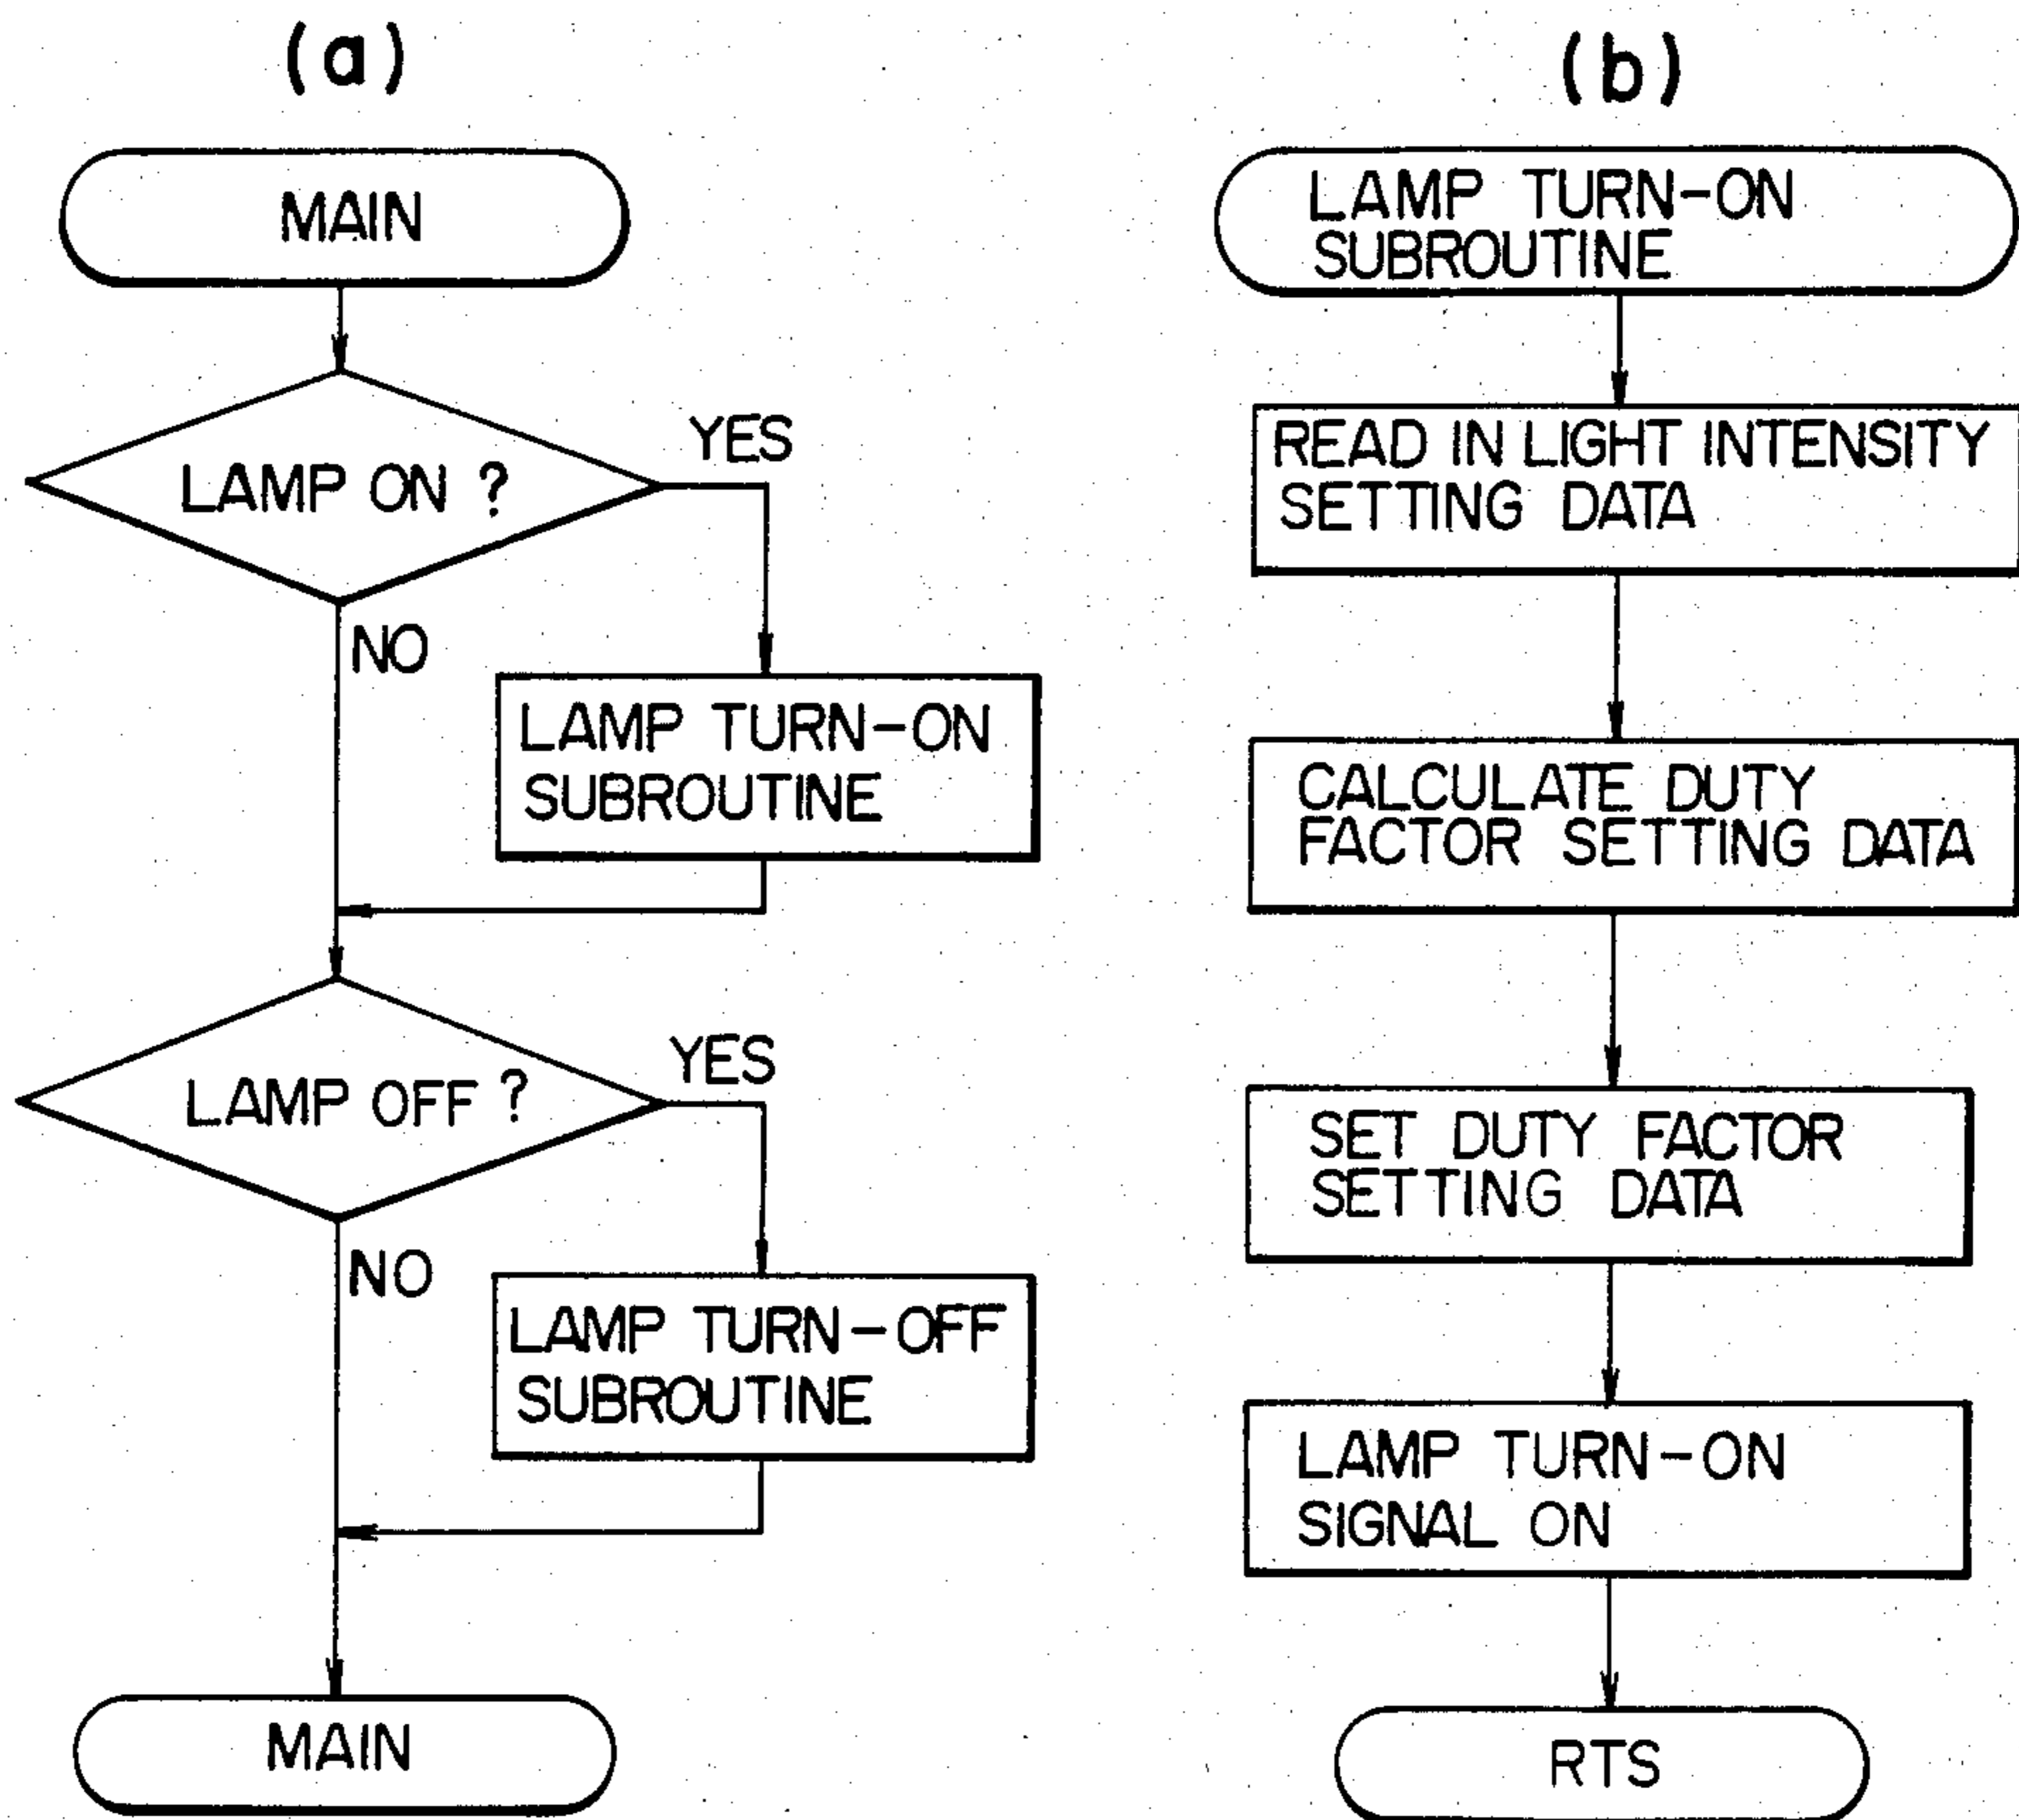 (a)
MAIN
LAMP ON ?
YES
NO
LAMP TURN-ON
SUBROUTINE
LAMP OFF ?
YES
NO
LAMP TURN-OFF
SUBROUTINE
MAIN
(b)
LAMP TURN-ON
SUBROUTINE
READ IN LIGHT INTENSITY
SETTING DATA
CALCULATE DUTY
FACTOR SETTING DATA
SET DUTY FACTOR
SETTING DATA
LAMP TURN-ON
SIGNAL ON
RTS